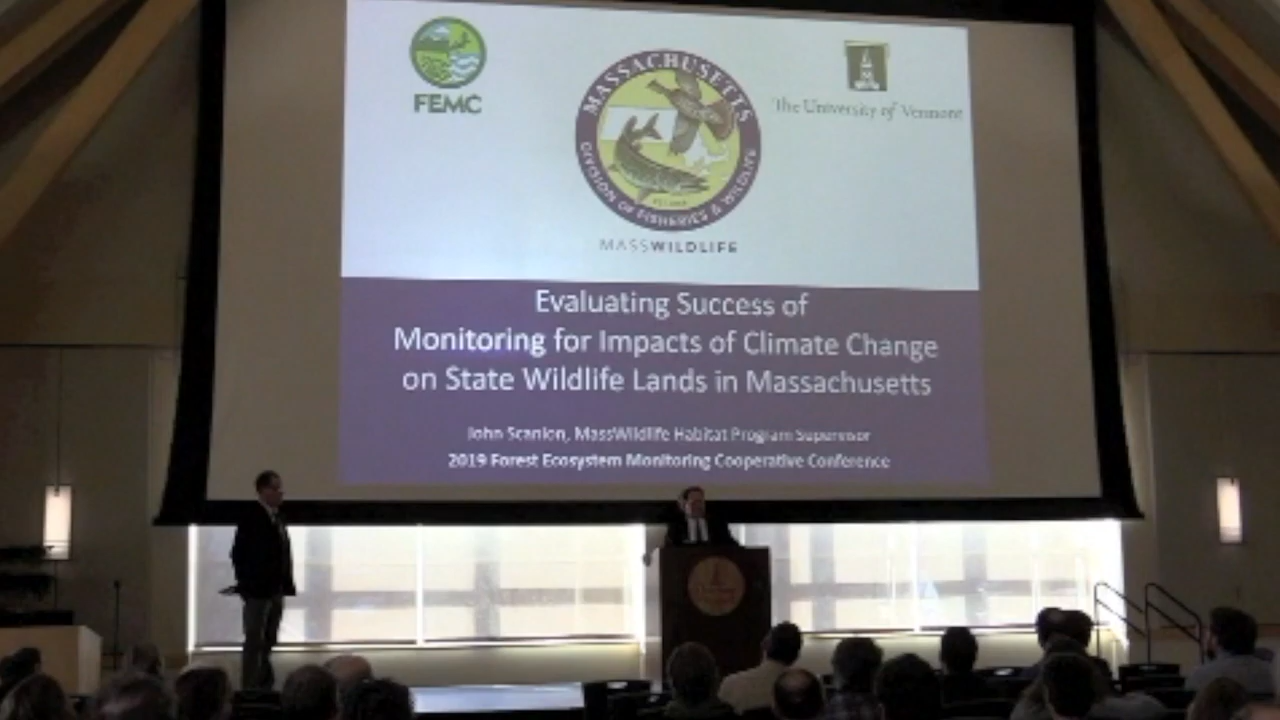 FEMC
The University of Vermont
MASSACHUSETTS
DIVISION OF FISHERIES & WILDLIFE
MASSWILDLIFE
Evaluating Success of
Monitoring for Impacts of Climate Change
on State Wildlife Lands in Massachusetts
John Scanlon, MassWildlife Habitat Program Supervisor
2019 Forest Ecosystem Monitoring Cooperative Conference